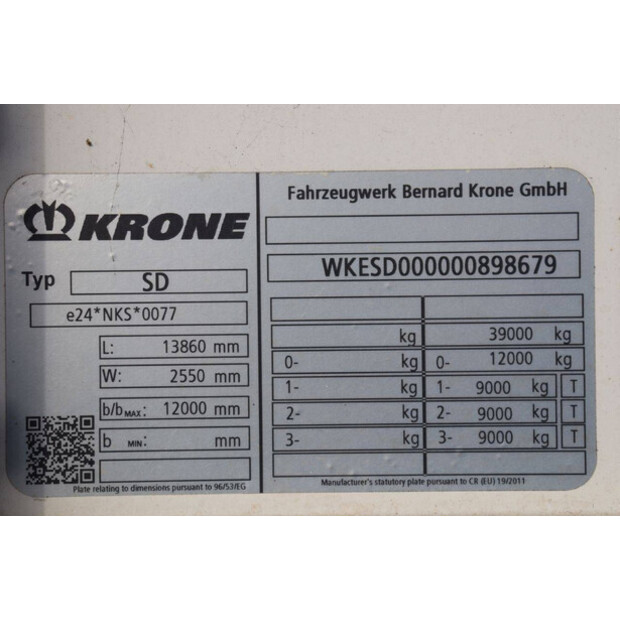 KRONE
Typ SD
e24*NKS*0077
L: 13860 mm
W: 2550 mm
b/b MAX: 12000 mm
b MIN: mm
Plate relating to dimensions pursuant to 96/53/EG
Fahrzeugwerk Bernard Krone GmbH
WKESD000000898679
kg 39000 kg
0- kg 0- 12000 kg
1- kg 1- 9000 kg T
2- kg 2- 9000 kg T
3- kg 3- 9000 kg T
Manufacturer's statutory plate pursuant to CR (EU) 19/2011